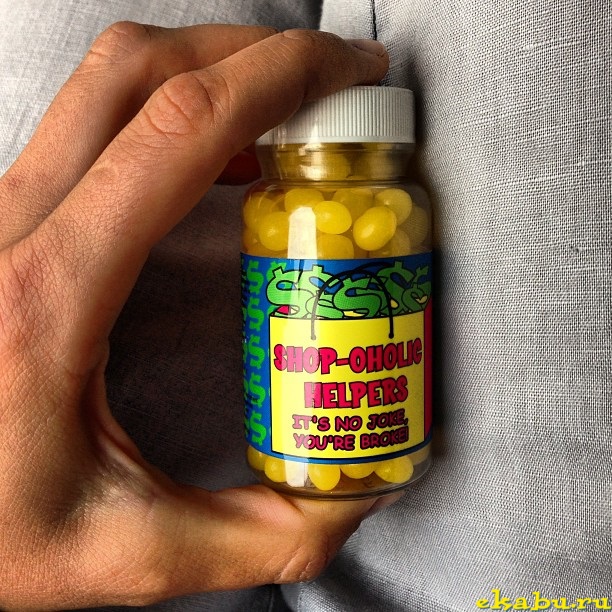 SHOP-OHOLIC
HELPERS
IT'S NO JOKE,
YOU'RE BROKE!
ekabu.ru